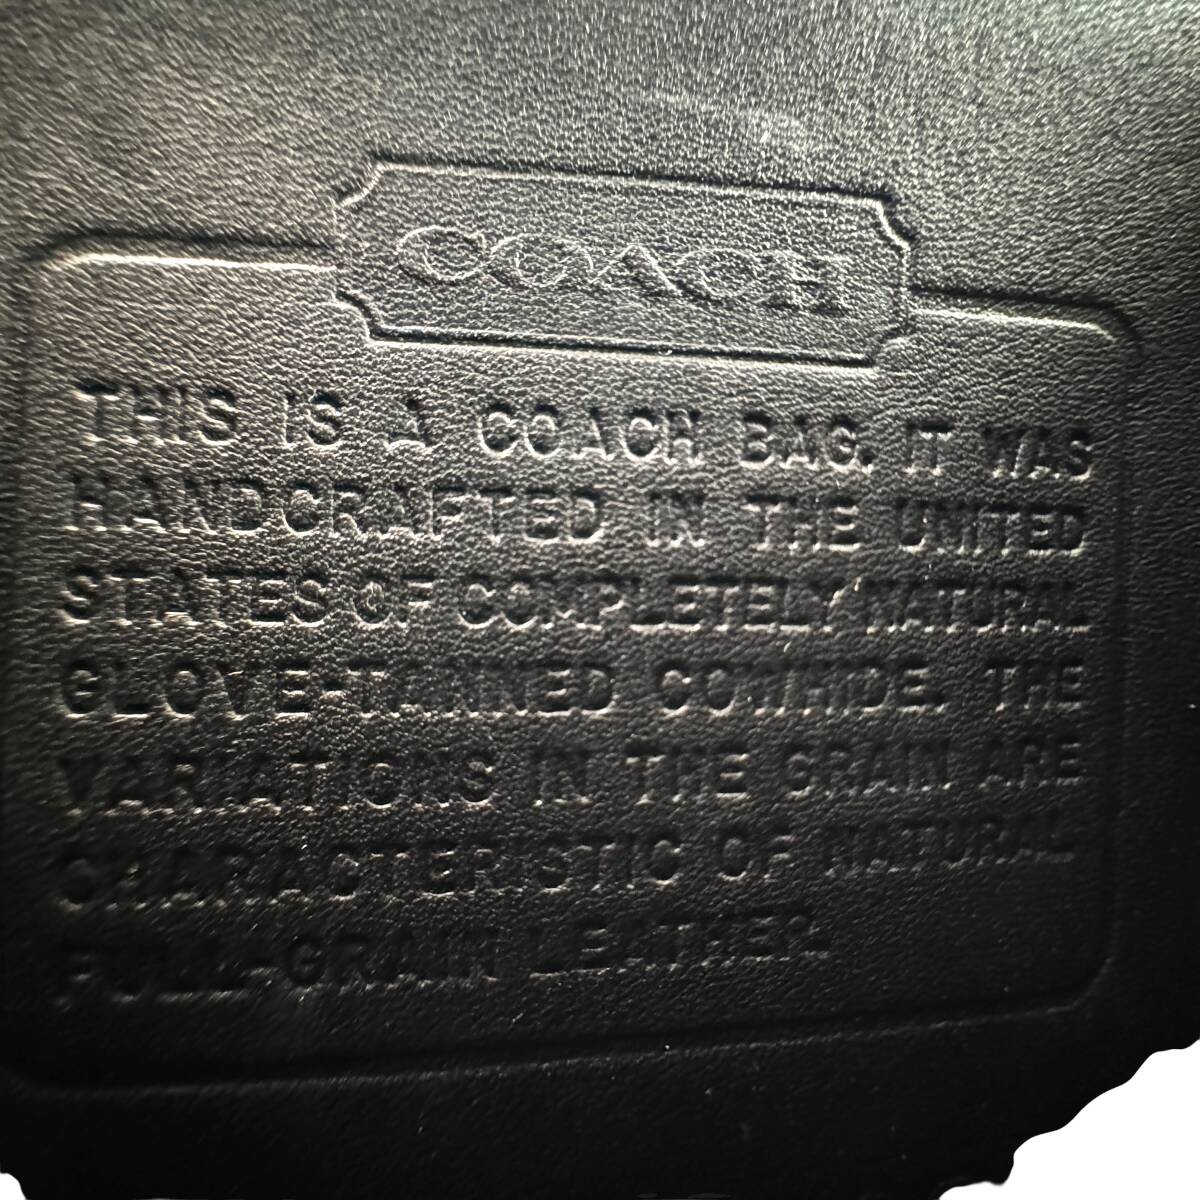 COACH
THIS IS A COACH BAG. IT WAS
HANDCRAFTED IN THE UNITED
STATES OF COMPLETELY NATURAL
GLOVE-TANNED COWHIDE. THE
VARIATIONS IN THE GRAIN ARE
CHARACTERISTIC OF NATURAL
FULL-GRAIN LEATHER.